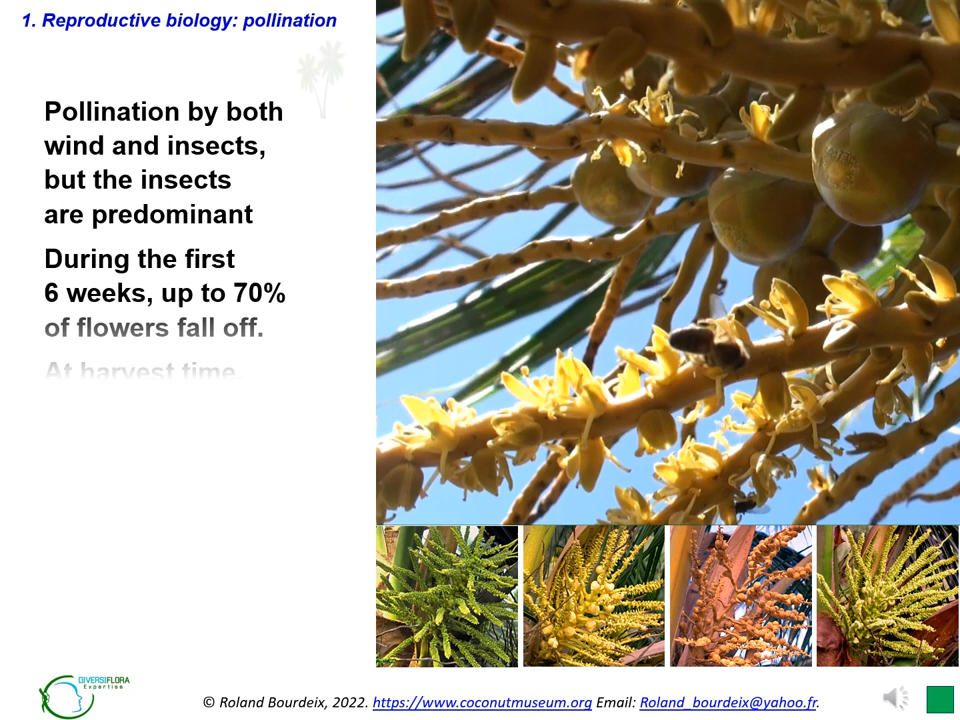 1. Reproductive biology: pollination
Pollination by both
wind and insects,
but the insects
are predominant
During the first
6 weeks, up to 70%
of flowers fall off.
At harvest time,
DIVERSIFLORA
Expertise
© Roland Bourdeix, 2022. https://www.coconutmuseum.org Email: Roland_bourdeix@yahoo.fr.